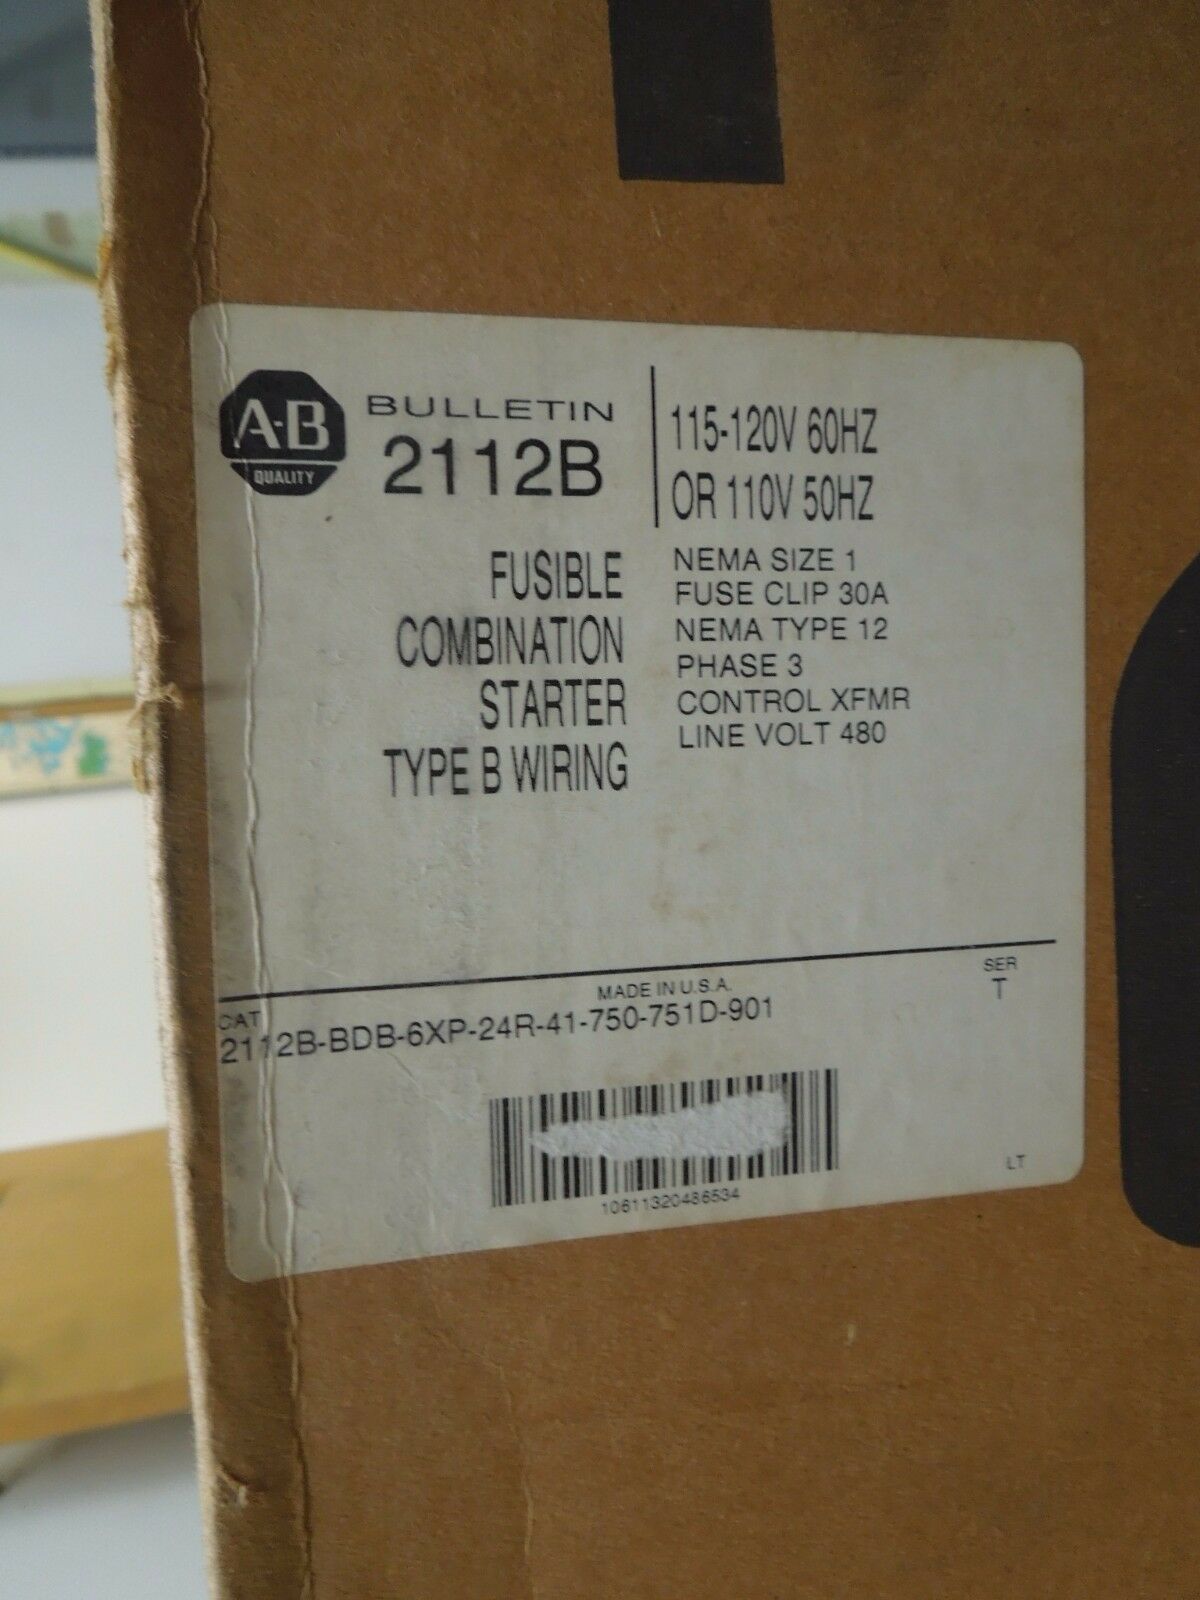 A-B
QUALITY
BULLETIN
2112B
115-120V 60HZ
OR 110V 50HZ
FUSIBLE
COMBINATION
STARTER
TYPE B WIRING
NEMA SIZE 1
FUSE CLIP 30A
NEMA TYPE 12
PHASE 3
CONTROL XFMR
LINE VOLT 480
MADE IN U.S.A.
SER
T
CAT
2112B-BDB-6XP-24R-41-750-751D-901
10611320486534
LT